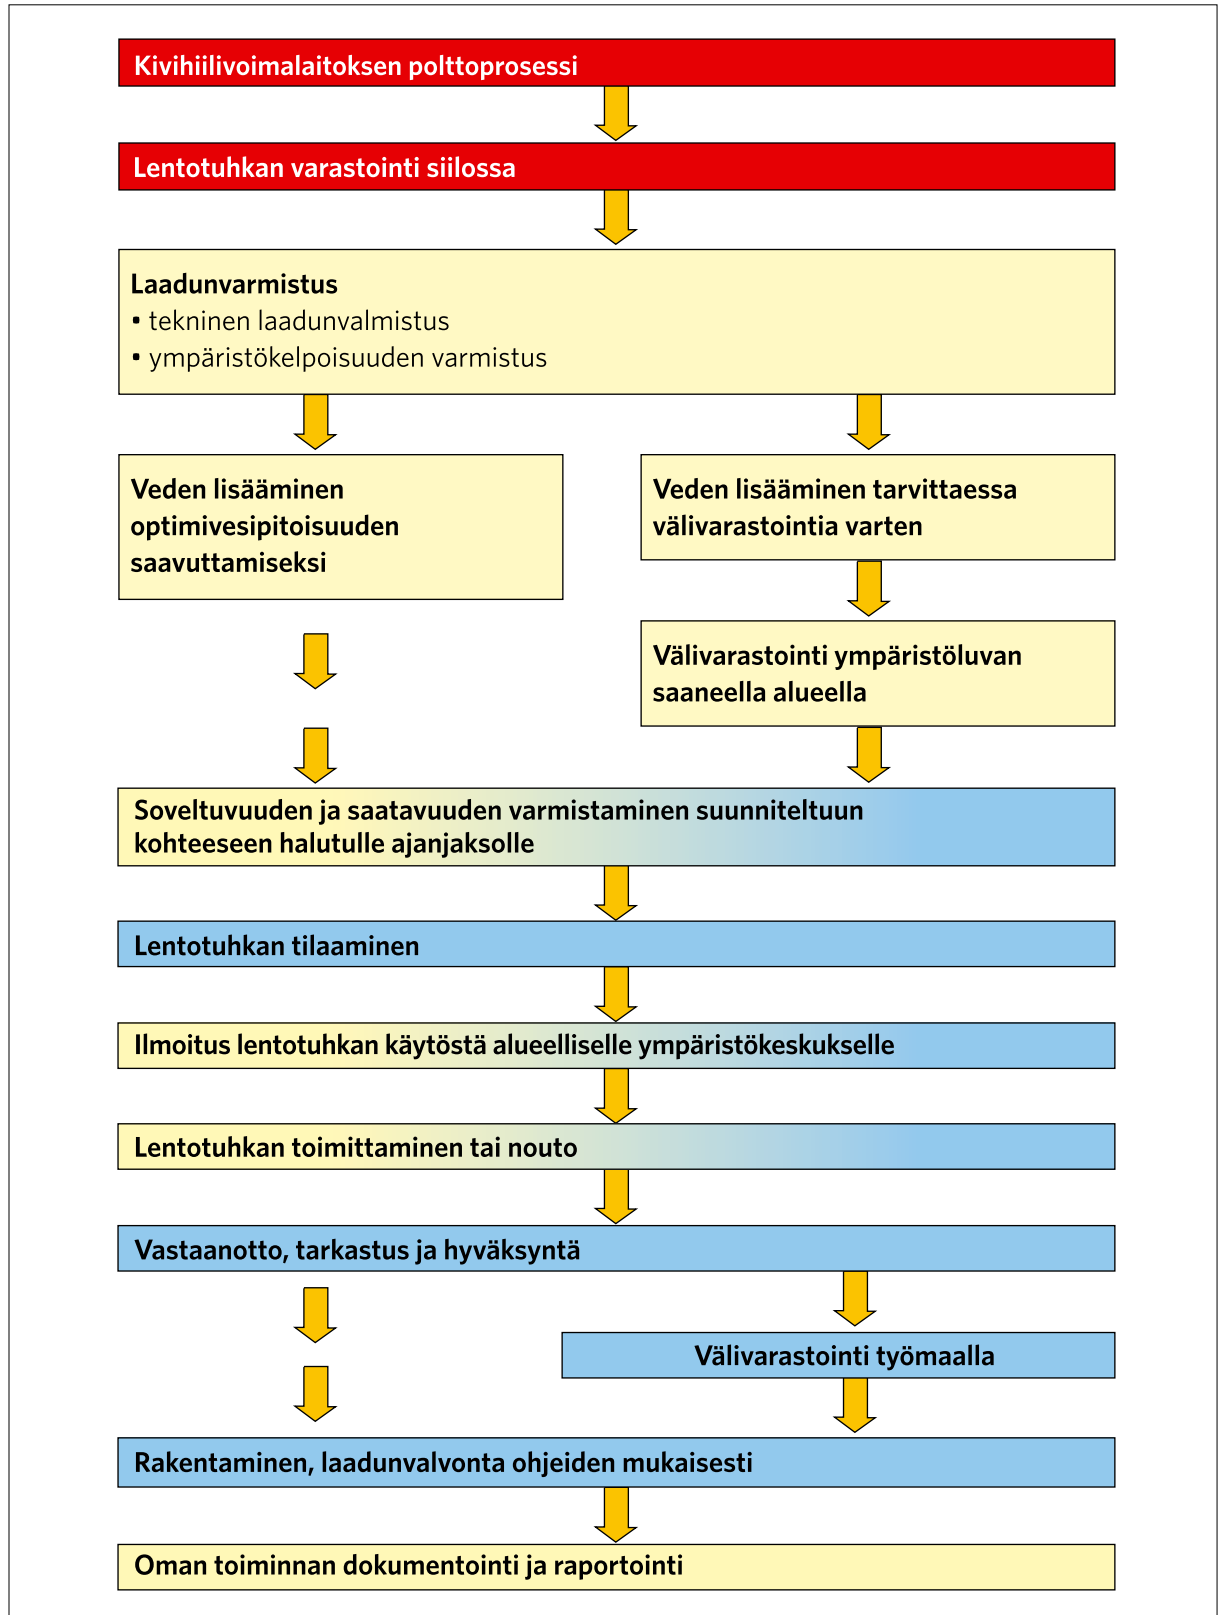 Kivihiilivoimalaitoksen polttoprosessi
Lentotuhkan varastointi siilossa
Laadunvarmistus
• tekninen laadunvalmistus
• ympäristökelpoisuuden varmistus
Veden lisääminen
optimivesipitoisuuden
saavuttamiseksi
Veden lisääminen tarvittaessa
välivarastointia varten
Välivarastointi ympäristöluvan
saaneella alueella
Soveltuvuuden ja saatavuuden varmistaminen suunniteltuun
kohteeseen halutulle ajanjaksolle
Lentotuhkan tilaaminen
Ilmoitus lentotuhkan käytöstä alueelliselle ympäristökeskukselle
Lentotuhkan toimittaminen tai nouto
Vastaanotto, tarkastus ja hyväksyntä
Välivarastointi työmaalla
Rakentaminen, laadunvalvonta ohjeiden mukaisesti
Oman toiminnan dokumentointi ja raportointi